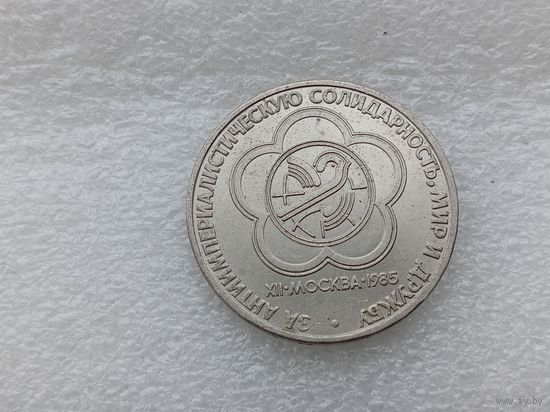 ЗА АНТИИМПЕРИАЛИСТИЧЕСКУЮ СОЛИДАРНОСТЬ, МИР И ДРУЖБУ
XII·МОСКВА·1985
www.ay.by